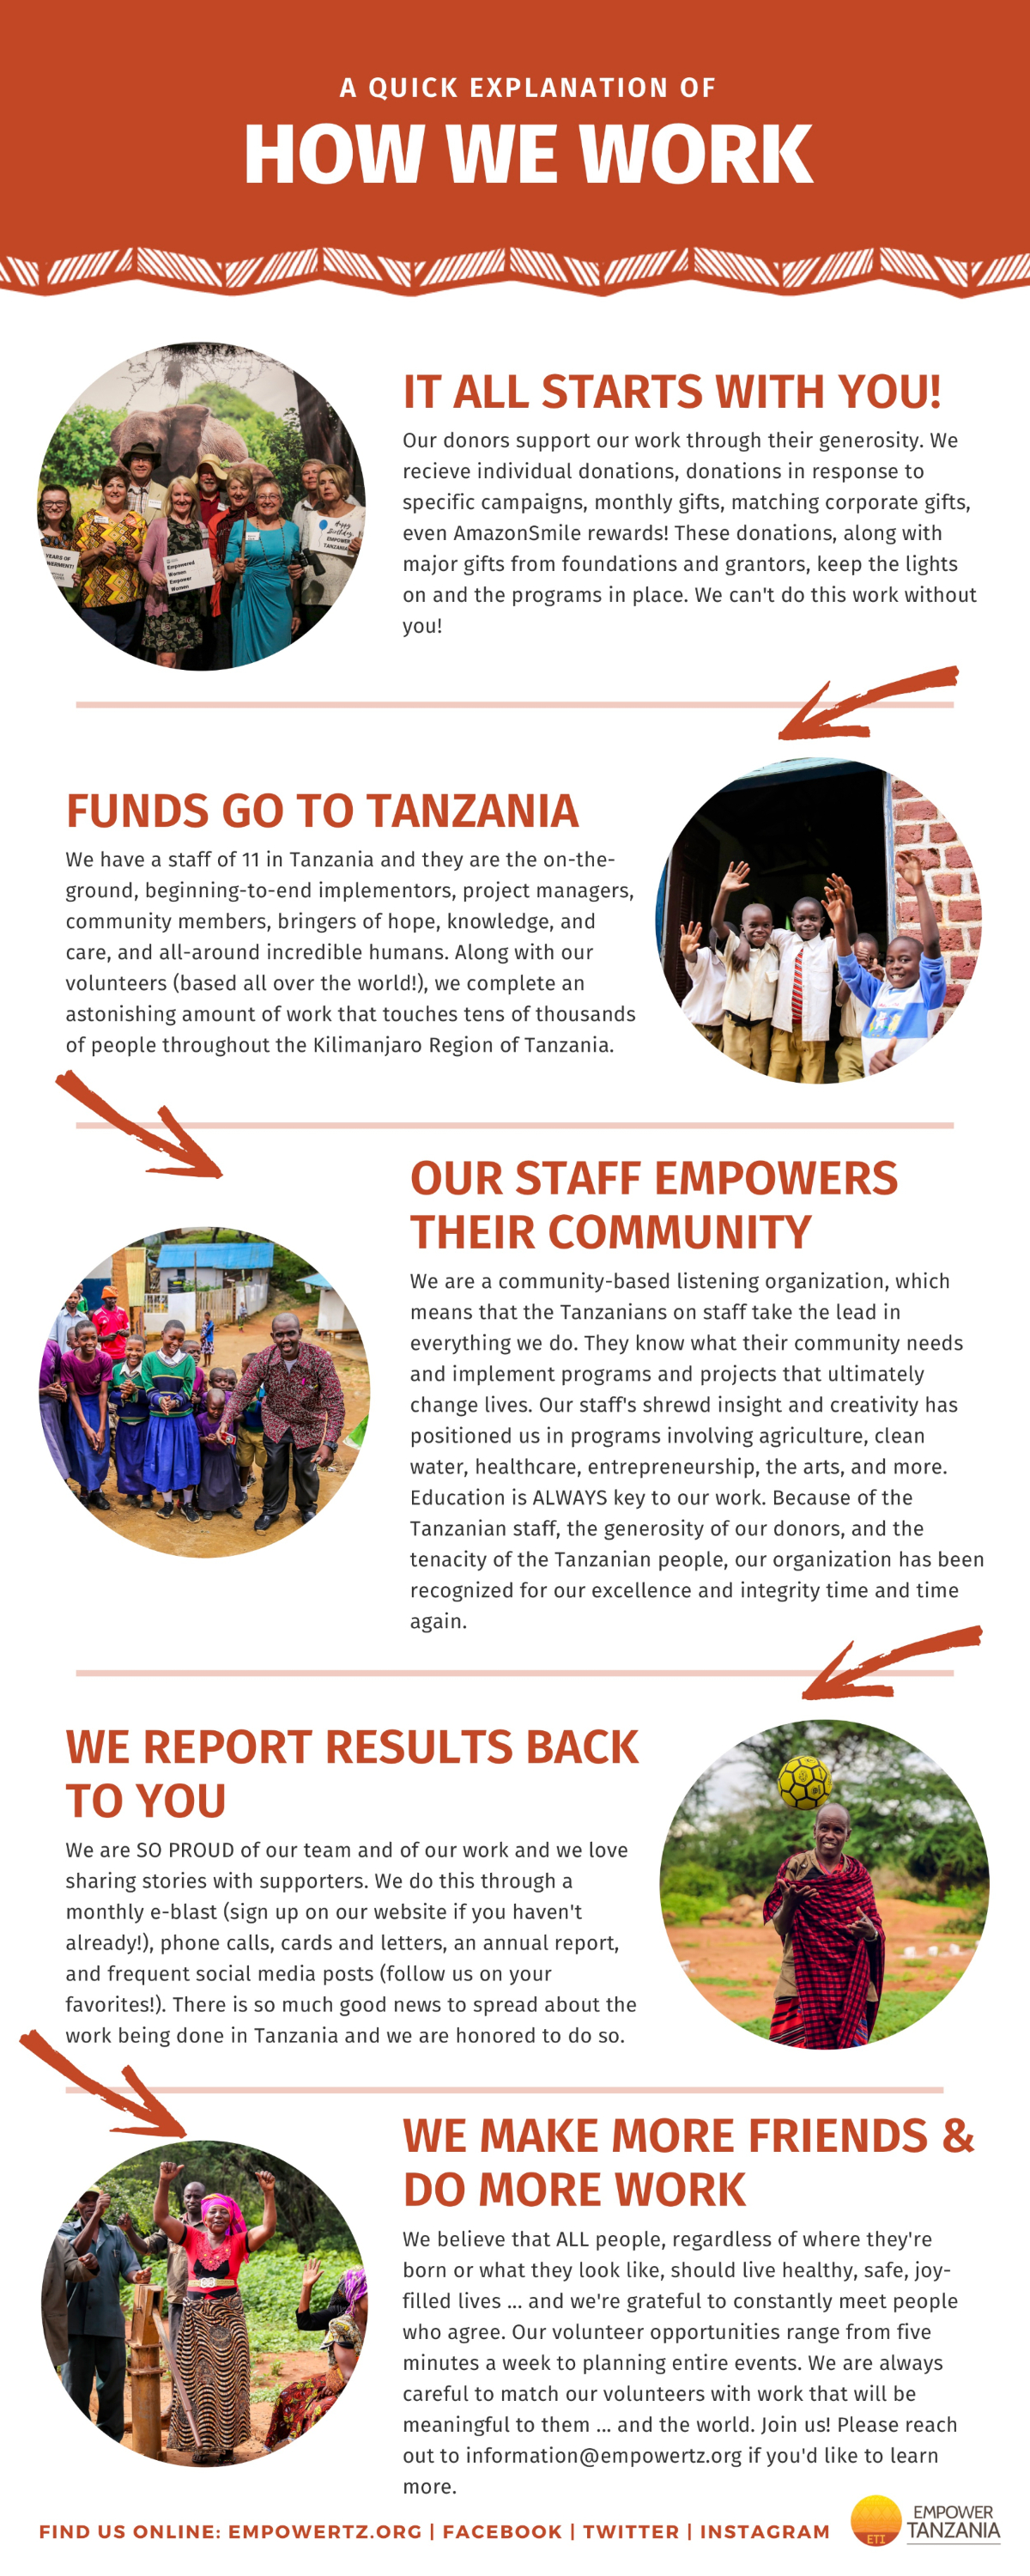 A QUICK EXPLANATION OF
HOW WE WORK
IT ALL STARTS WITH YOU!
Our donors support our work through their generosity. We
recieve individual donations, donations in response to
specific campaigns, monthly gifts, matching corporate gifts,
even AmazonSmile rewards! These donations, along with
major gifts from foundations and grantors, keep the lights
on and the programs in place. We can't do this work without
you!
YEARS OF
Empowered
Women
Empower
Women
Happy
Birthday
EMPOWER
TANZANIA
FUNDS GO TO TANZANIA
We have a staff of 11 in Tanzania and they are the on-the-
ground, beginning-to-end implementors, project managers,
community members, bringers of hope, knowledge, and
care, and all-around incredible humans. Along with our
volunteers (based all over the world!), we complete an
astonishing amount of work that touches tens of thousands
of people throughout the Kilimanjaro Region of Tanzania.
OUR STAFF EMPOWERS
THEIR COMMUNITY
We are a community-based listening organization, which
means that the Tanzanians on staff take the lead in
everything we do. They know what their community needs
and implement programs and projects that ultimately
change lives. Our staff's shrewd insight and creativity has
positioned us in programs involving agriculture, clean
water, healthcare, entrepreneurship, the arts, and more.
Education is ALWAYS key to our work. Because of the
Tanzanian staff, the generosity of our donors, and the
tenacity of the Tanzanian people, our organization has been
recognized for our excellence and integrity time and time
again.
WE REPORT RESULTS BACK
TO YOU
We are SO PROUD of our team and of our work and we love
sharing stories with supporters. We do this through a
monthly e-blast (sign up on our website if you haven't
already!), phone calls, cards and letters, an annual report,
and frequent social media posts (follow us on your
favorites!). There is so much good news to spread about the
work being done in Tanzania and we are honored to do so.
WE MAKE MORE FRIENDS &
DO MORE WORK
We believe that ALL people, regardless of where they're
born or what they look like, should live healthy, safe, joy-
filled lives ... and we're grateful to constantly meet people
who agree. Our volunteer opportunities range from five
minutes a week to planning entire events. We are always
careful to match our volunteers with work that will be
meaningful to them ... and the world. Join us! Please reach
out to information@empowertz.org if you'd like to learn
more.
FIND US ONLINE: EMPOWERTZ.ORG | FACEBOOK | TWITTER | INSTAGRAM
ETI
EMPOWER
TANZANIA